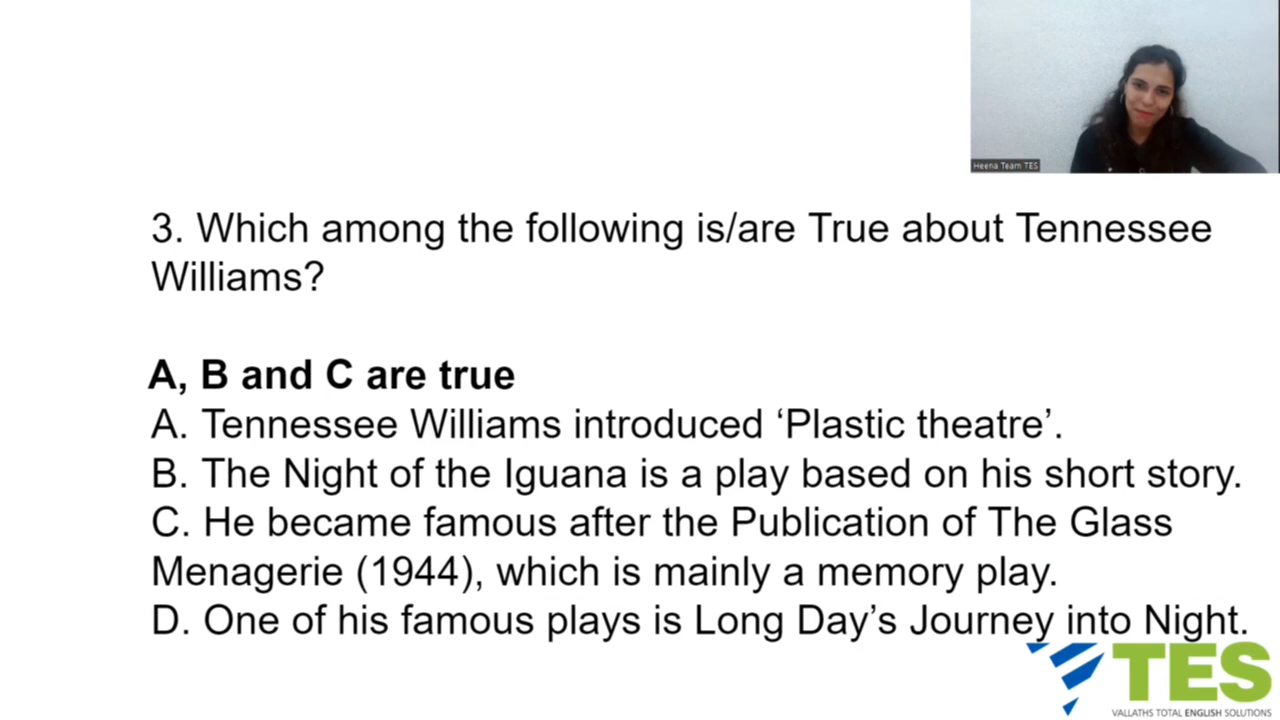 Heena Team TES
3. Which among the following is/are True about Tennessee
Williams?
A, B and C are true
A. Tennessee Williams introduced ‘Plastic theatre’.
B. The Night of the Iguana is a play based on his short story.
C. He became famous after the Publication of The Glass
Menagerie (1944), which is mainly a memory play.
D. One of his famous plays is Long Day’s Journey into Night.
TES
VALLATHS TOTAL ENGLISH SOLUTIONS